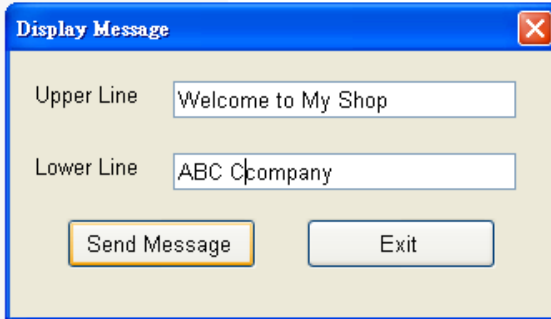 Display Message
Upper Line Welcome to My Shop
Lower Line ABC Ccompany
Send Message Exit